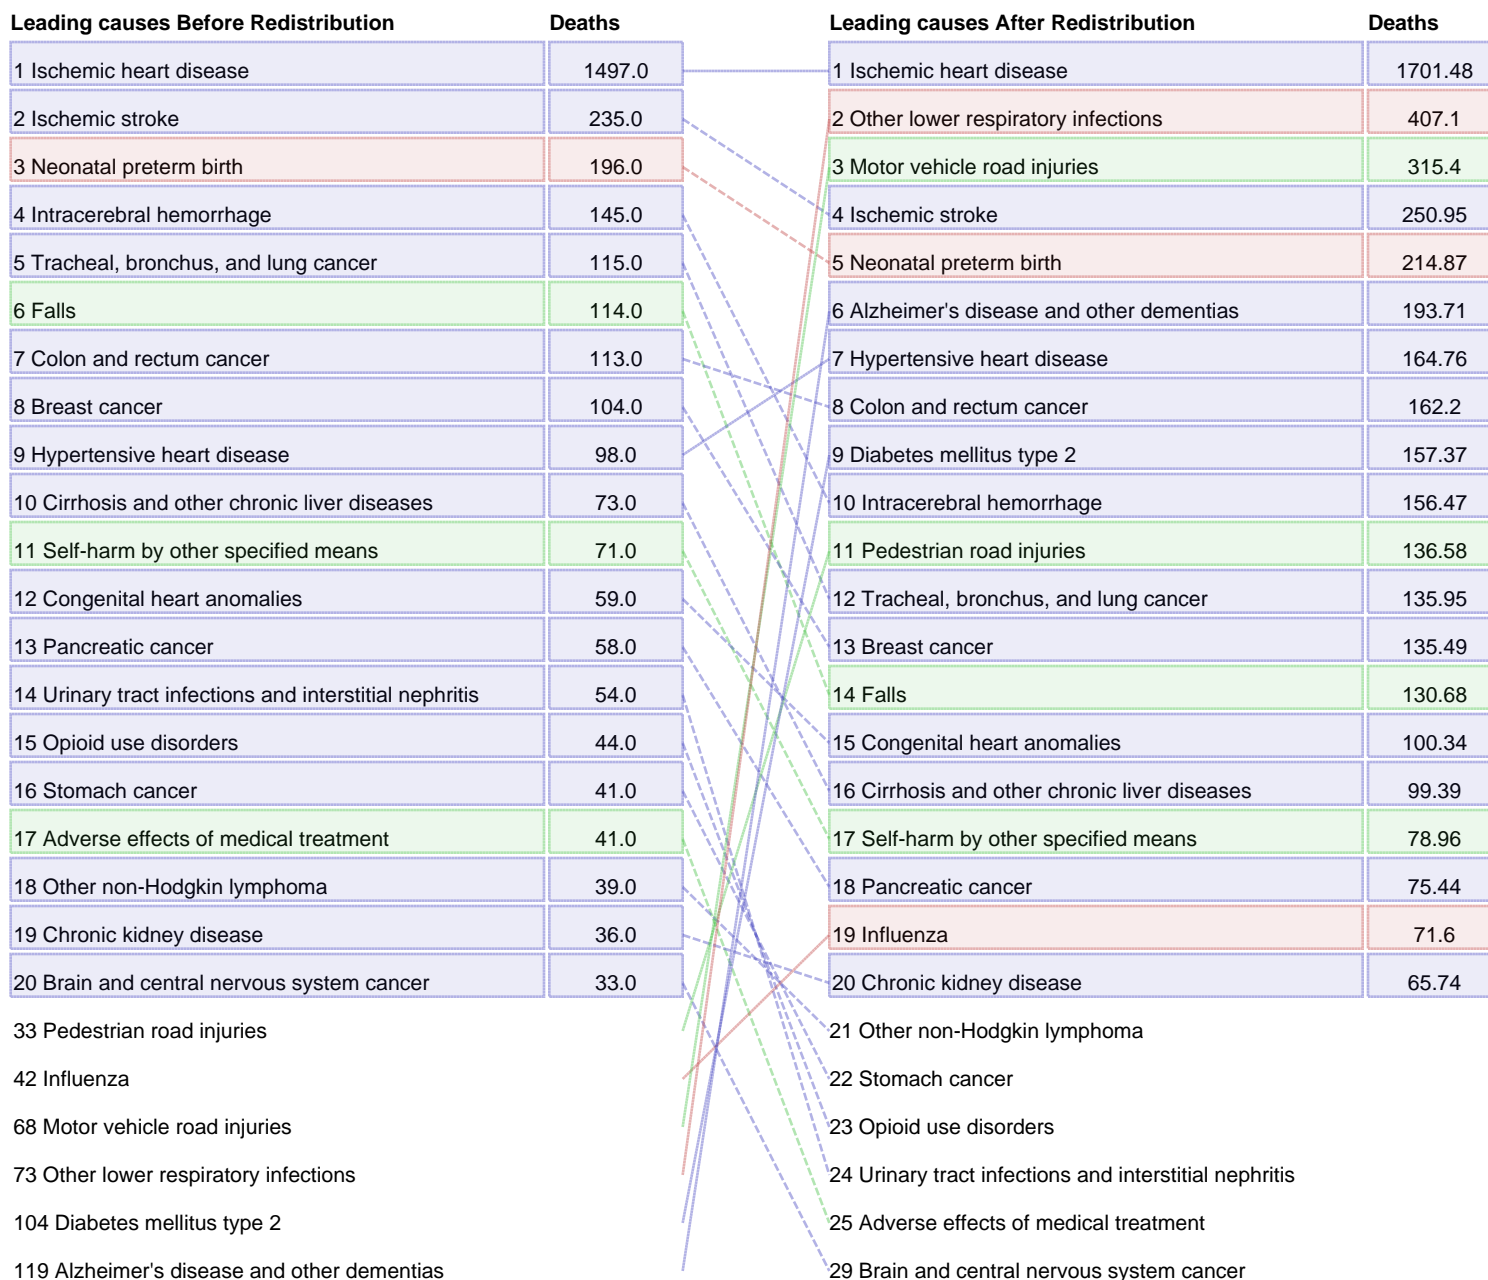 Leading causes Before Redistribution Deaths Leading causes After Redistribution Deaths
1 Ischemic heart disease 1497.0 1 Ischemic heart disease 1701.48
2 Ischemic stroke 235.0 2 Other lower respiratory infections 407.1
3 Neonatal preterm birth 196.0 3 Motor vehicle road injuries 315.4
4 Intracerebral hemorrhage 145.0 4 Ischemic stroke 250.95
5 Tracheal, bronchus, and lung cancer 115.0 5 Neonatal preterm birth 214.87
6 Falls 114.0 6 Alzheimer's disease and other dementias 193.71
7 Colon and rectum cancer 113.0 7 Hypertensive heart disease 164.76
8 Breast cancer 104.0 8 Colon and rectum cancer 162.2
9 Hypertensive heart disease 98.0 9 Diabetes mellitus type 2 157.37
10 Cirrhosis and other chronic liver diseases 73.0 10 Intracerebral hemorrhage 156.47
11 Self-harm by other specified means 71.0 11 Pedestrian road injuries 136.58
12 Congenital heart anomalies 59.0 12 Tracheal, bronchus, and lung cancer 135.95
13 Pancreatic cancer 58.0 13 Breast cancer 135.49
14 Urinary tract infections and interstitial nephritis 54.0 14 Falls 130.68
15 Opioid use disorders 44.0 15 Congenital heart anomalies 100.34
16 Stomach cancer 41.0 16 Cirrhosis and other chronic liver diseases 99.39
17 Adverse effects of medical treatment 41.0 17 Self-harm by other specified means 78.96
18 Other non-Hodgkin lymphoma 39.0 18 Pancreatic cancer 75.44
19 Chronic kidney disease 36.0 19 Influenza 71.6
20 Brain and central nervous system cancer 33.0 20 Chronic kidney disease 65.74
33 Pedestrian road injuries 21 Other non-Hodgkin lymphoma
42 Influenza 22 Stomach cancer
68 Motor vehicle road injuries 23 Opioid use disorders
73 Other lower respiratory infections 24 Urinary tract infections and interstitial nephritis
104 Diabetes mellitus type 2 25 Adverse effects of medical treatment
119 Alzheimer's disease and other dementias 29 Brain and central nervous system cancer